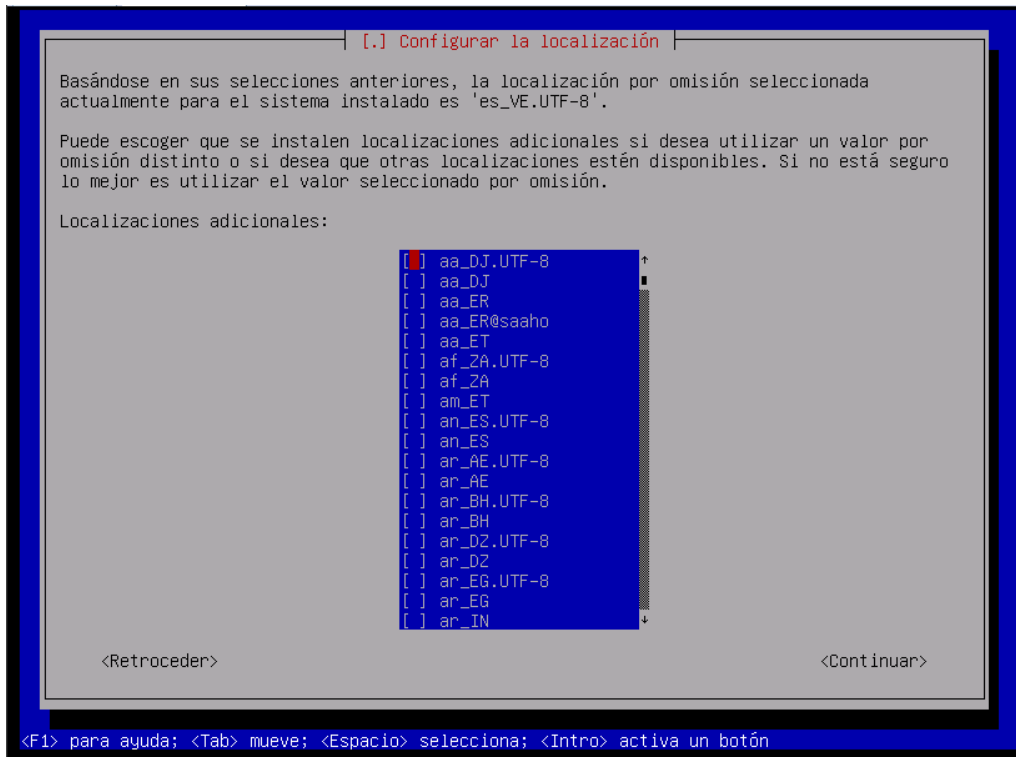 [.] Configurar la localización
Basándose en sus selecciones anteriores, la localización por omisión seleccionada
actualmente para el sistema instalado es 'es_VE.UTF-8'.
Puede escoger que se instalen localizaciones adicionales si desea utilizar un valor por
omisión distinto o si desea que otras localizaciones estén disponibles. Si no está seguro
lo mejor es utilizar el valor seleccionado por omisión.
Localizaciones adicionales:
[ ] aa_DJ.UTF-8
[ ] aa_DJ
[ ] aa_ER
[ ] aa_ER@saaho
[ ] aa_ET
[ ] af_ZA.UTF-8
[ ] af_ZA
[ ] am_ET
[ ] an_ES.UTF-8
[ ] an_ES
[ ] ar_AE.UTF-8
[ ] ar_AE
[ ] ar_BH.UTF-8
[ ] ar_BH
[ ] ar_DZ.UTF-8
[ ] ar_DZ
[ ] ar_EG.UTF-8
[ ] ar_EG
[ ] ar_IN
<Retroceder> <Continuar>
<F1> para ayuda; <Tab> mueve; <Espacio> selecciona; <Intro> activa un botón